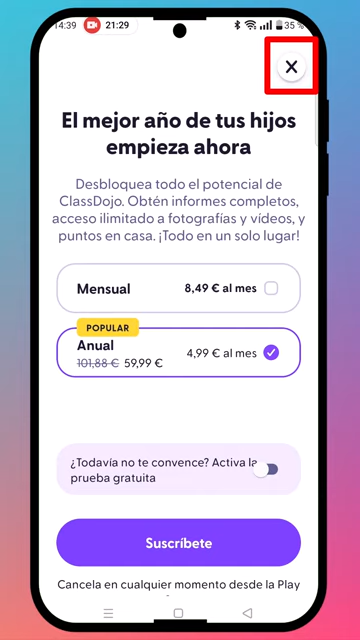 14:39 21:29 35 %
El mejor año de tus hijos
empieza ahora
Desbloquea todo el potencial de
ClassDojo. Obtén informes completos,
acceso ilimitado a fotografías y vídeos, y
puntos en casa. ¡Todo en un solo lugar!
Mensual 8,49 € al mes
POPULAR
Anual
101,88 € 59,99 € 4,99 € al mes
¿Todavía no te convence? Activa la
prueba gratuita
Suscríbete
Cancela en cualquier momento desde la Play